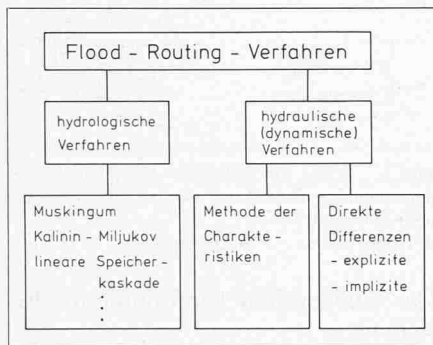 Flood - Routing - Verfahren
hydrologische
Verfahren
hydraulische
(dynamische)
Verfahren
Muskingum
Kalinin - Miljukov
lineare Speicher-
kaskade
Methode der
Charakte -
ristiken
Direkte
Differenzen
- explizite
- implizite